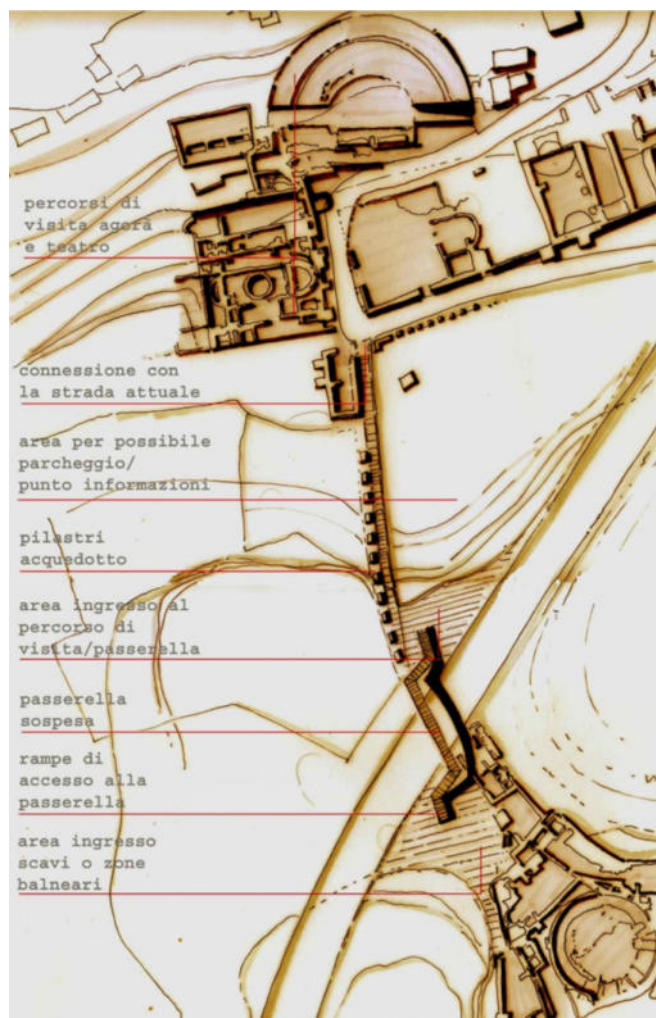 percorsi di
visita agorà
e teatro
connessione con
la strada attuale
area per possibile
parcheggio/
punto informazioni
pilastri
acquedotto
area ingresso al
percorso di
visita/passerella
passerella
sospesa
rampe di
accesso alla
passerella
area ingresso
scavi o zone
balneari